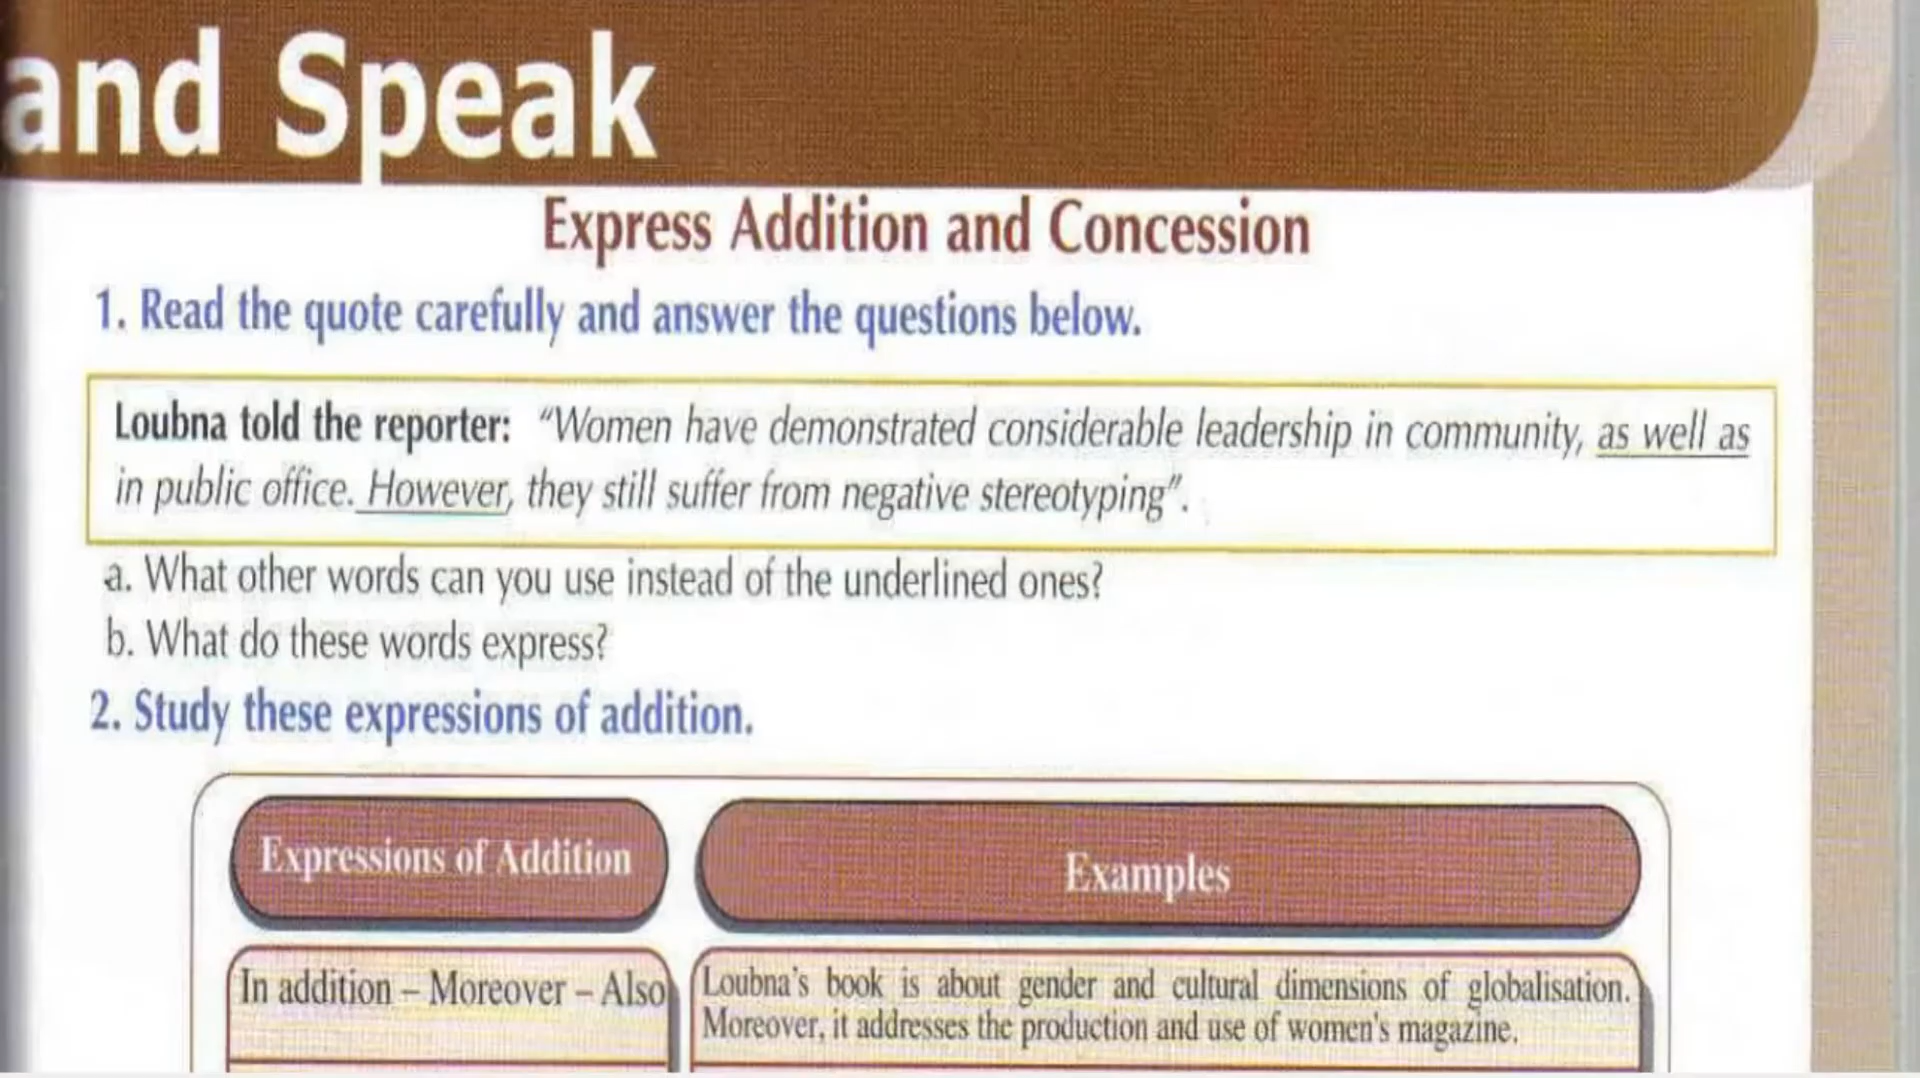 and Speak
Express Addition and Concession
1. Read the quote carefully and answer the questions below.
Loubna told the reporter: “Women have demonstrated considerable leadership in community, as well as
in public office. However, they still suffer from negative stereotyping”.
a. What other words can you use instead of the underlined ones?
b. What do these words express?
2. Study these expressions of addition.
Expressions of Addition
Examples
In addition – Moreover – Also
Loubna's book is about gender and cultural dimensions of globalisation.
Moreover, it addresses the production and use of women's magazine.